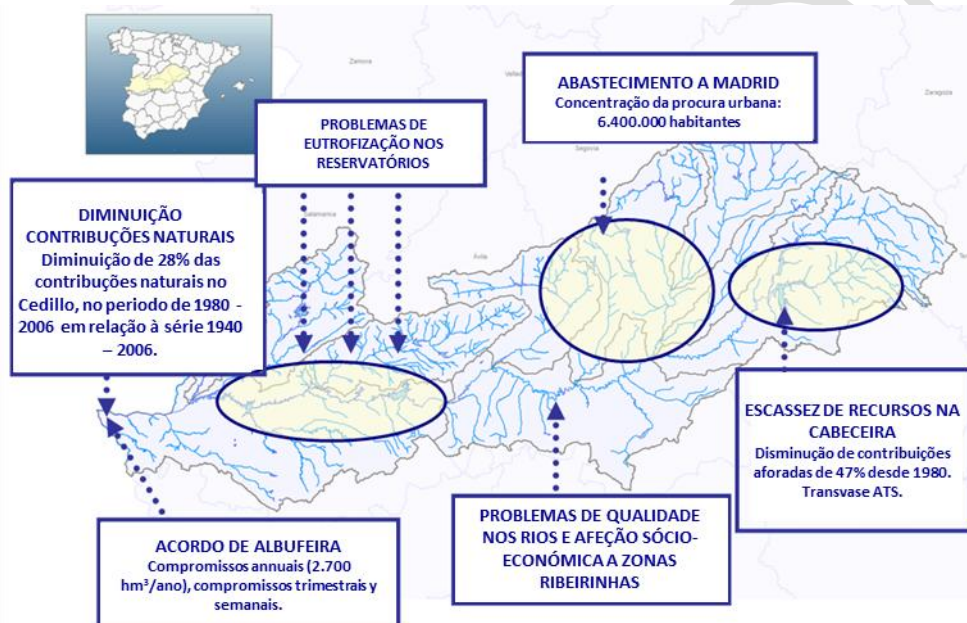 Zamora
Vallad
Zaragoza
ABASTECIMENTO A MADRID
Concentração da procura urbana:
6.400.000 habitantes
PROBLEMAS DE
EUTROFIZAÇÃO NOS
RESERVATÓRIOS
Segovia
Salamanca
Ávila
Te
DIMINUIÇÃO
CONTRIBUÇÕES NATURAIS
Diminuição de 28% das
contribuições naturais no
Cedillo, no periodo de 1980 -
2006 em relação à série 1940
– 2006.
ESCASSEZ DE RECURSOS NA
CABECEIRA
Disminução de contribuições
aforadas de 47% desde 1980.
Transvase ATS.
PROBLEMAS DE QUALIDADE
NOS RIOS E AFEÇÃO SÓCIO-
ECONÓMICA A ZONAS
RIBEIRINHAS
ACORDO DE ALBUFEIRA
Compromissos annuais (2.700
hm³/ano), compromissos trimestrais y
semanais.